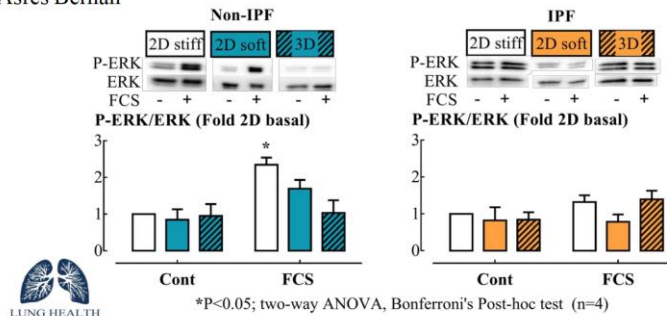 Asres Berhan
Non-IPF
IPF
2D stiff 2D soft 3D
2D stiff 2D soft 3D
P-ERK
ERK
FCS - + - + - +
P-ERK
ERK
FCS - + - + - +
P-ERK/ERK (Fold 2D basal)
P-ERK/ERK (Fold 2D basal)
3
2
1
0
*
Cont FCS
3
2
1
0
Cont FCS
*P<0.05; two-way ANOVA, Bonferroni's Post-hoc test (n=4)
LUNG HEALTH